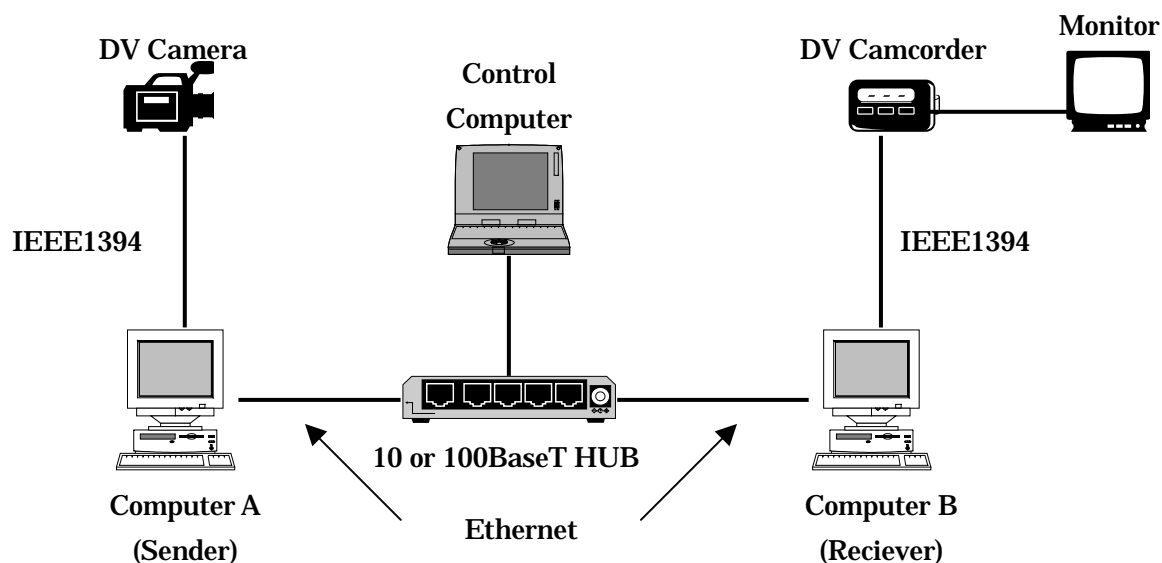 Monitor
DV Camera
DV Camcorder
Control
Computer
IEEE1394
IEEE1394
10 or 100BaseT HUB
Computer A
(Sender)
Ethernet
Computer B
(Reciever)